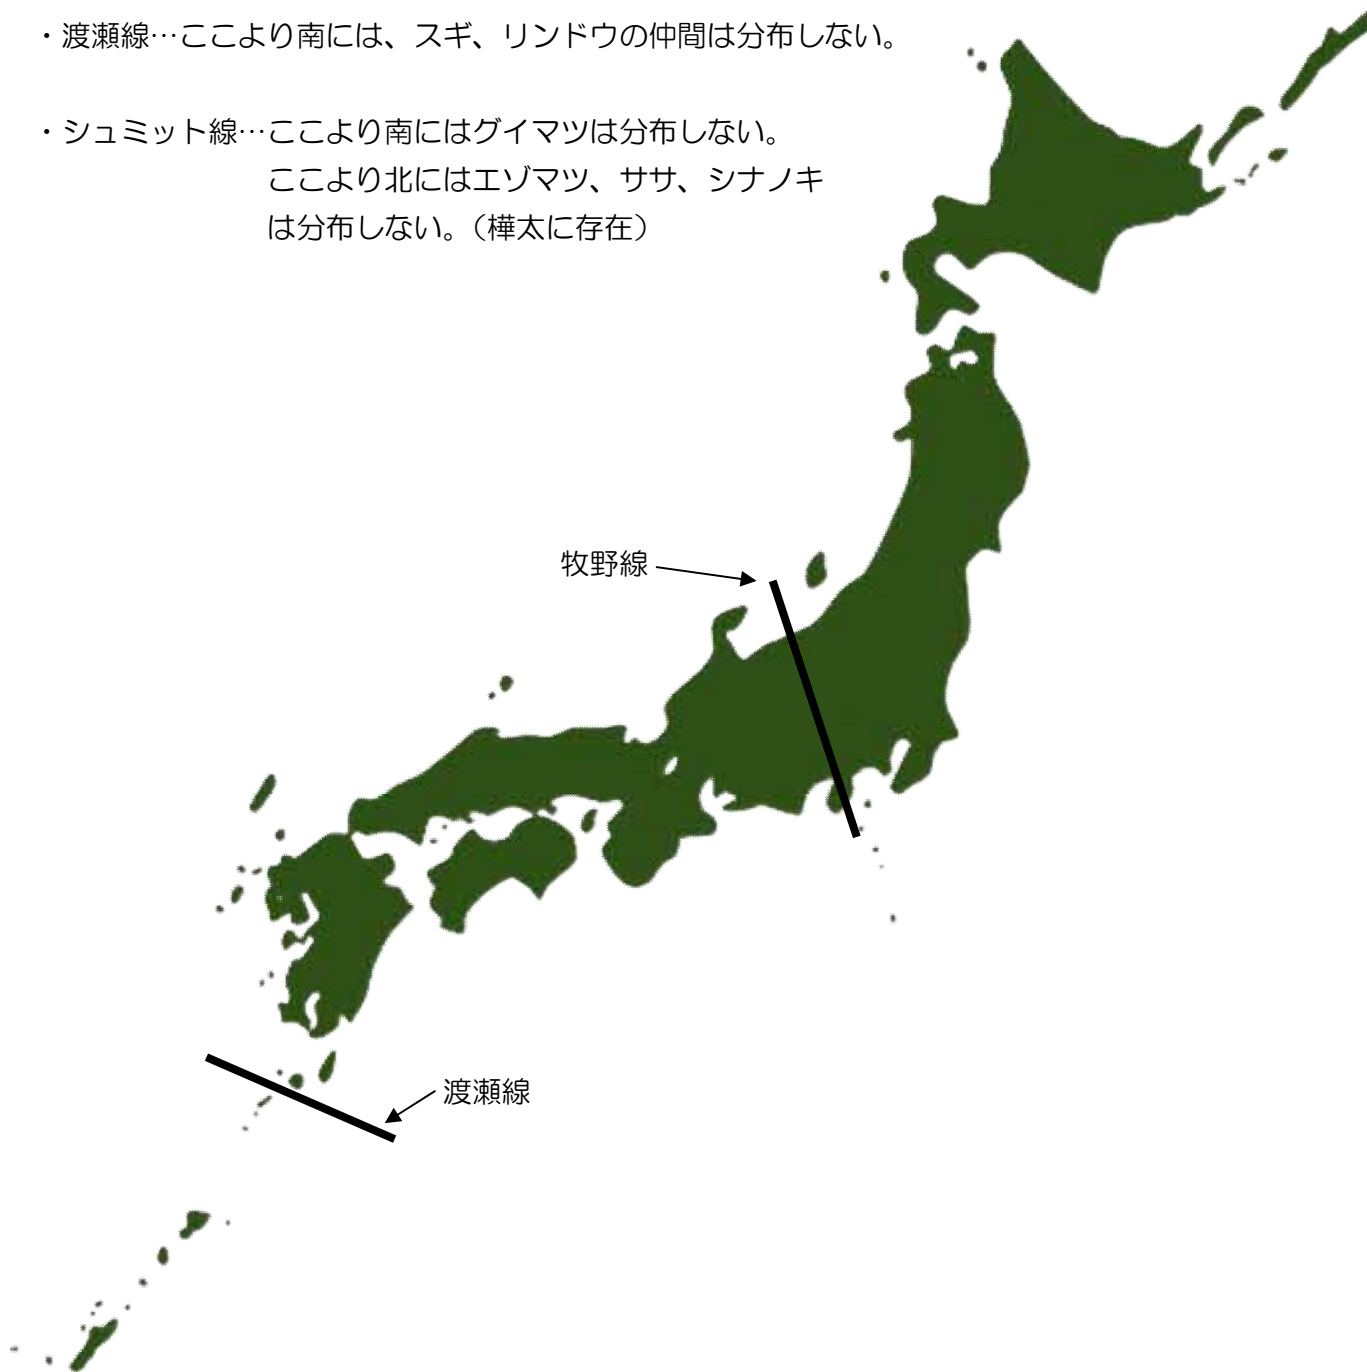 ・渡瀬線…ここより南には、スギ、リンドウの仲間は分布しない。
・シュミット線…ここより南にはグイマツは分布しない。
ここより北にはエゾマツ、ササ、シナノキ
は分布しない。（樺太に存在）
牧野線
渡瀬線